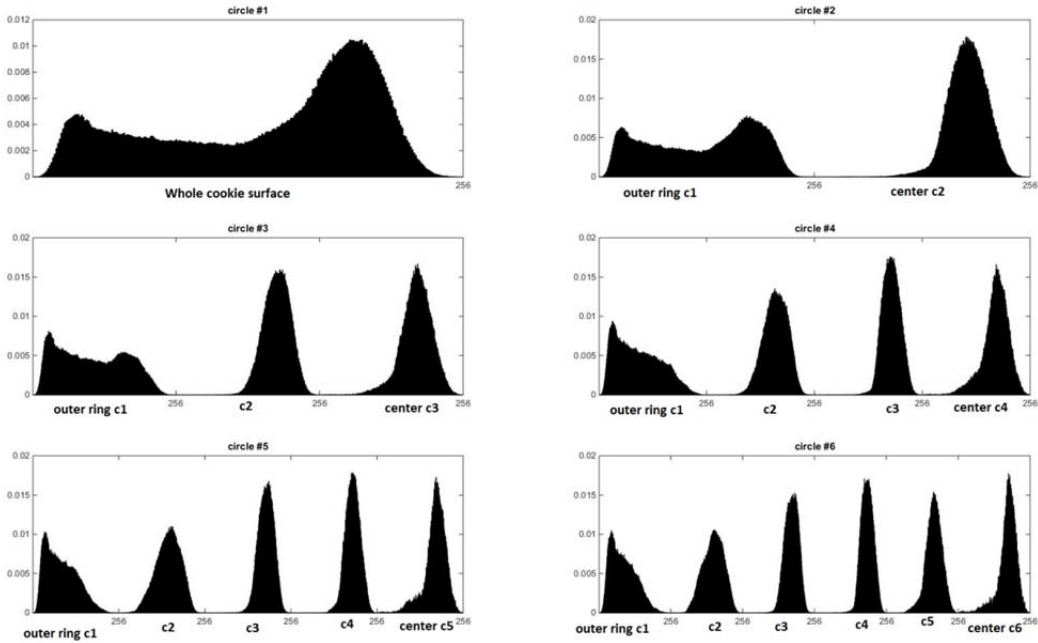 circle #1
0.012
0.01
0.008
0.006
0.004
0.002
0
256
Whole cookie surface
circle #2
0.02
0.015
0.01
0.005
0
256
256
outer ring c1
center c2
circle #3
0.02
0.015
0.01
0.005
0
256
256
256
outer ring c1
c2
center c3
circle #4
0.02
0.015
0.01
0.005
0
256
256
256
256
outer ring c1
c2
c3
center c4
circle #5
0.02
0.015
0.01
0.005
0
256
256
256
256
256
outer ring c1
c2
c3
c4
center c5
circle #6
0.02
0.015
0.01
0.005
0
256
256
256
256
256
256
outer ring c1
c2
c3
c4
c5
center c6